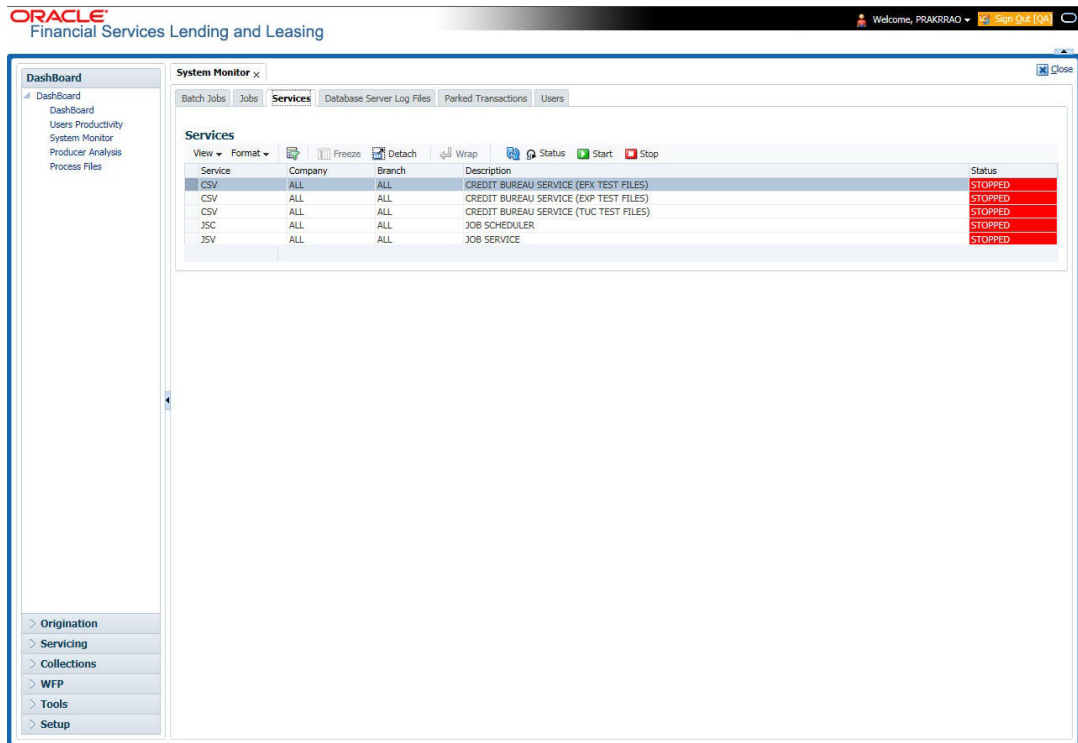 ORACLE®
Financial Services Lending and Leasing
Welcome, PRAKRRAO
Sign Out [QA]
DashBoard
DashBoard
DashBoard
Users Productivity
System Monitor
Producer Analysis
Process Files
Origination
Servicing
Collections
WFP
Tools
Setup
System Monitor x
Close
Batch Jobs Jobs Services Database Server Log Files Parked Transactions Users
Services
View Format Freeze Detach Wrap Status Start Stop
Service Company Branch Description Status
CSV ALL ALL CREDIT BUREAU SERVICE (EFX TEST FILES) STOPPED
CSV ALL ALL CREDIT BUREAU SERVICE (EXP TEST FILES) STOPPED
CSV ALL ALL CREDIT BUREAU SERVICE (TUC TEST FILES) STOPPED
JSC ALL ALL JOB SCHEDULER STOPPED
JSV ALL ALL JOB SERVICE STOPPED